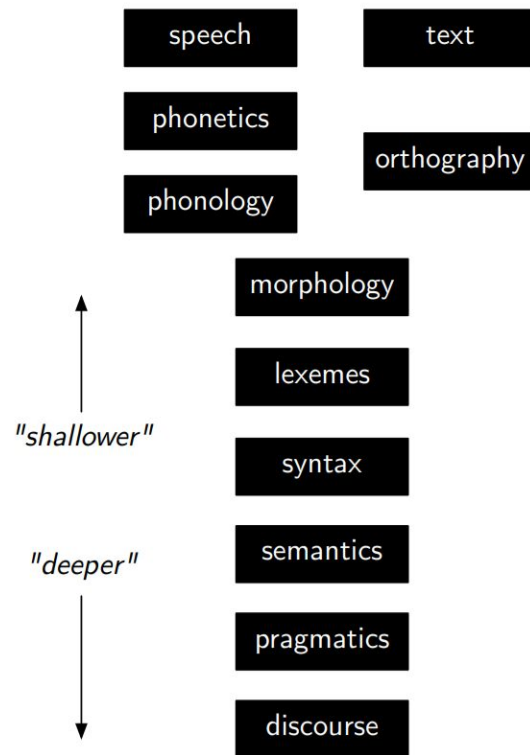 speech
text
phonetics
orthography
phonology
morphology
lexemes
"shallower"
syntax
semantics
"deeper"
pragmatics
discourse